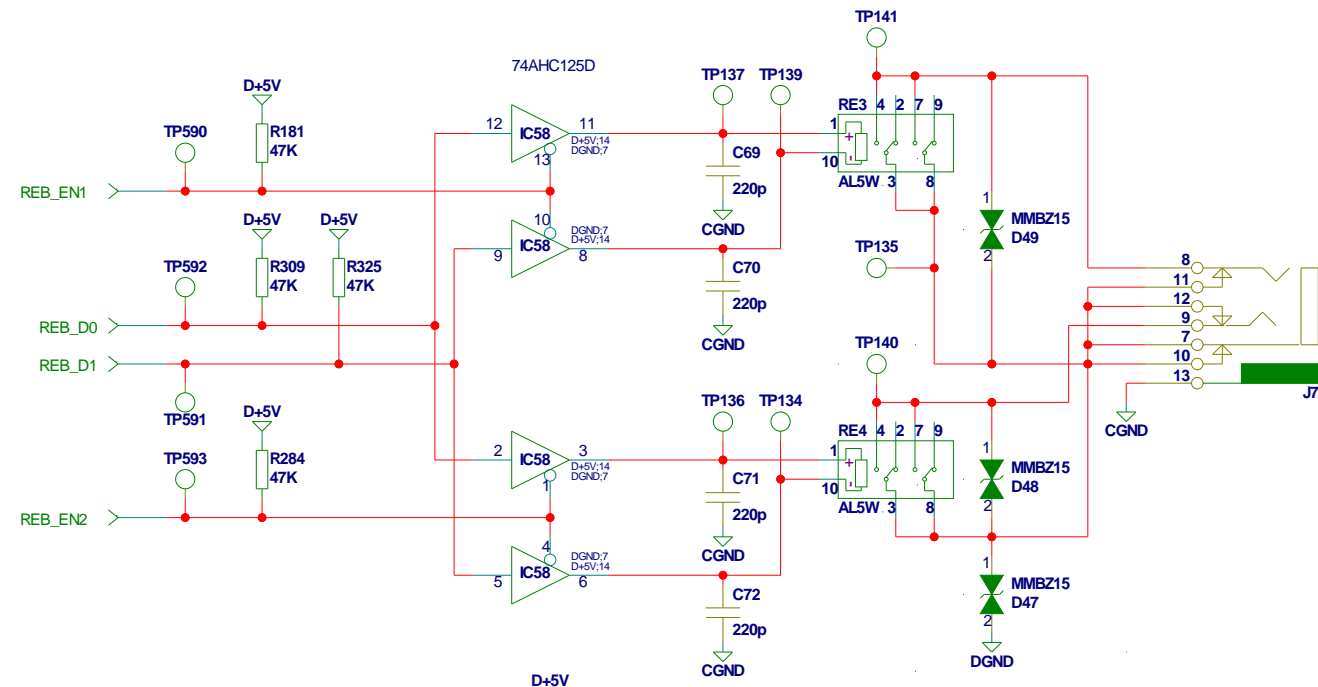 TP141
74AHC125D
TP137 TP139
D+5V
RE3 4 2 7 9
TP590
R181
47K
12 IC58 11
D+5V;14
DGND;7
13
1
+
-
10
C69
220p
AL5W 3 8
REB_EN1
CGND
1
MMBZ15
D49
2
D+5V D+5V
10
DGND;7
D+5V;14
9 IC58 8
TP592
R309
47K
R325
47K
C70
220p
TP135
8
11
12
9
7
10
13
J7
REB_D0
CGND
REB_D1
TP140
TP591
D+5V
TP136 TP134
CGND
RE4 4 2 7 9
TP593
R284
47K
2 IC58 3
D+5V;14
DGND;7
1
1
+
-
10
C71
220p
AL5W 3 8
1
MMBZ15
D48
2
REB_EN2
CGND
4
DGND;7
D+5V;14
5 IC58 6
1
MMBZ15
D47
2
C72
220p
CGND
DGND
D+5V